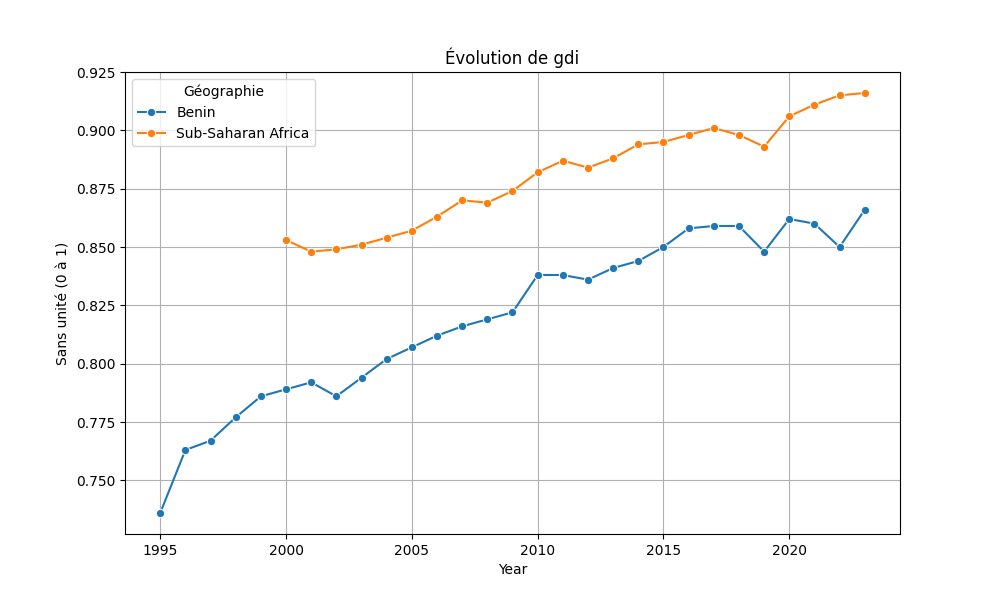 Évolution de gdi
Géographie
Benin
Sub-Saharan Africa
Sans unité (0 à 1)
0.925
0.900
0.875
0.850
0.825
0.800
0.775
0.750
1995 2000 2005 2010 2015 2020
Year